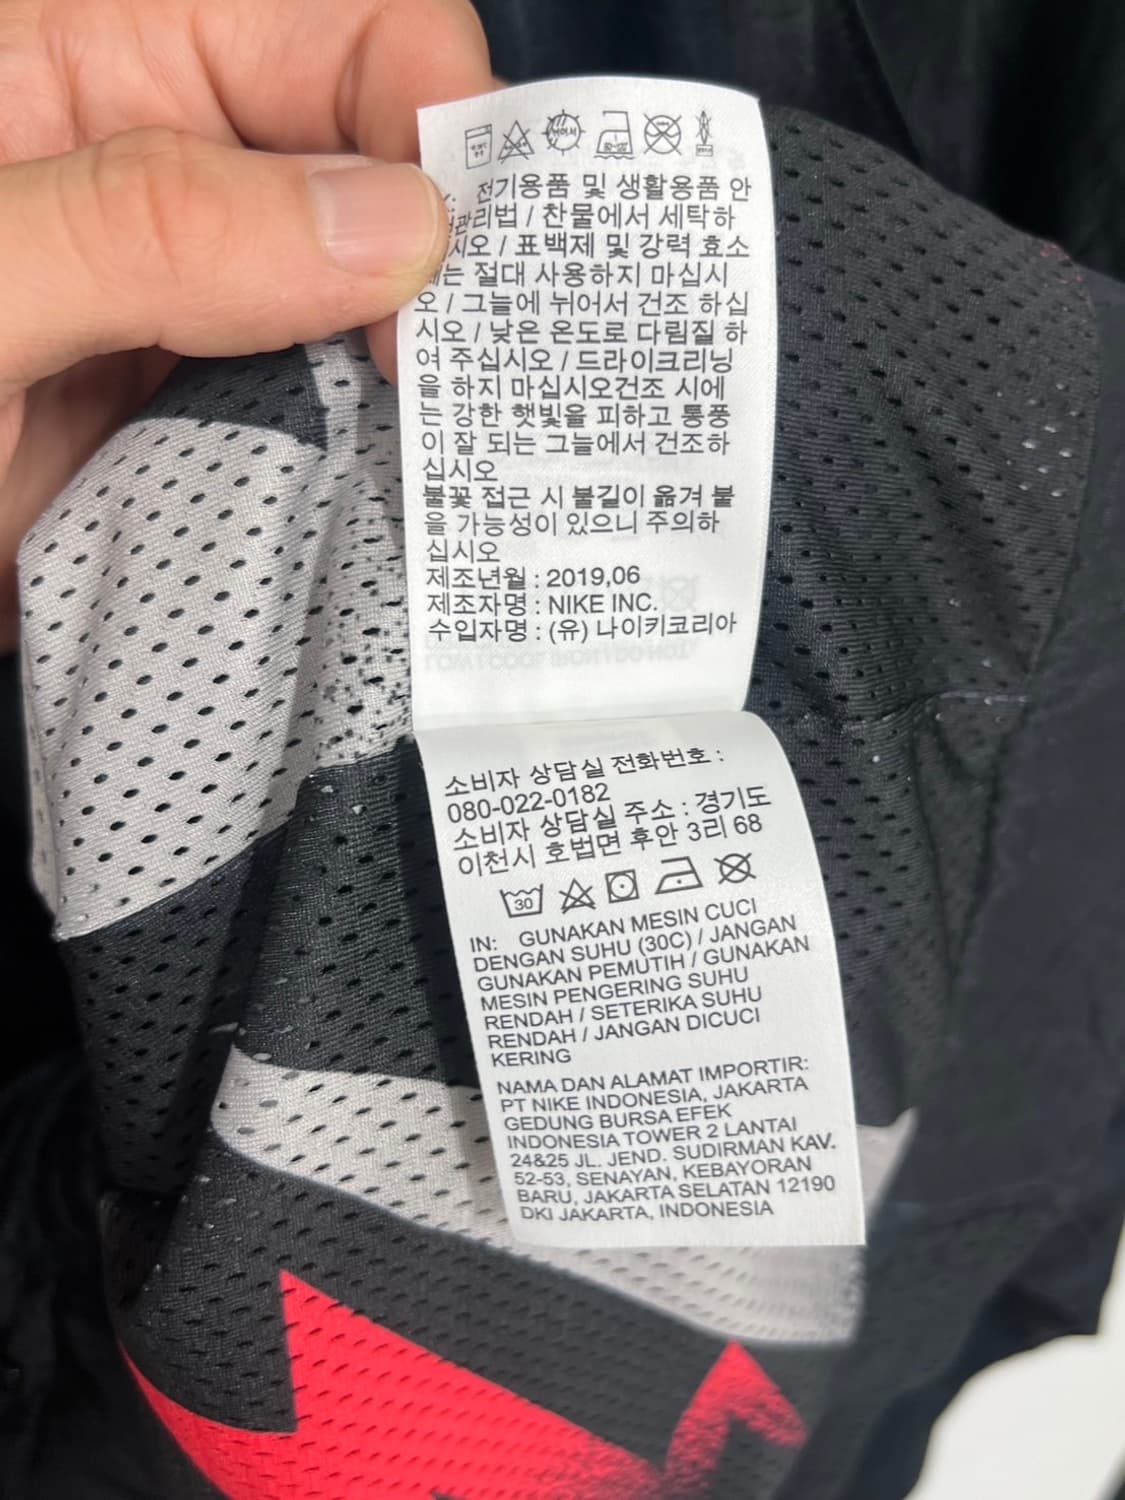 전기용품 및 생활용품 안
관리법 / 찬물에서 세탁하
시오 / 표백제 및 강력 효소
는 절대 사용하지 마십시
오 / 그늘에 뉘어서 건조 하십
시오 / 낮은 온도로 다림질 하
여 주십시오 / 드라이크리닝
을 하지 마십시오건조 시에
는 강한 햇빛을 피하고 통풍
이 잘 되는 그늘에서 건조하
십시오
불꽃 접근 시 불길이 옮겨 붙
을 가능성이 있으니 주의하
십시오
제조년월 : 2019,06
제조자명 : NIKE INC.
수입자명 : (유) 나이키코리아
소비자 상담실 전화번호 :
080-022-0182
소비자 상담실 주소 : 경기도
이천시 호법면 후안 3리 68
30
IN: GUNAKAN MESIN CUCI
DENGAN SUHU (30C) / JANGAN
GUNAKAN PEMUTIH / GUNAKAN
MESIN PENGERING SUHU
RENDAH / SETERIKA SUHU
RENDAH / JANGAN DICUCI
KERING
NAMA DAN ALAMAT IMPORTIR:
PT NIKE INDONESIA, JAKARTA
GEDUNG BURSA EFEK
INDONESIA TOWER 2 LANTAI
24&25 JL. JEND. SUDIRMAN KAV.
52-53, SENAYAN, KEBAYORAN
BARU, JAKARTA SELATAN 12190
DKI JAKARTA, INDONESIA